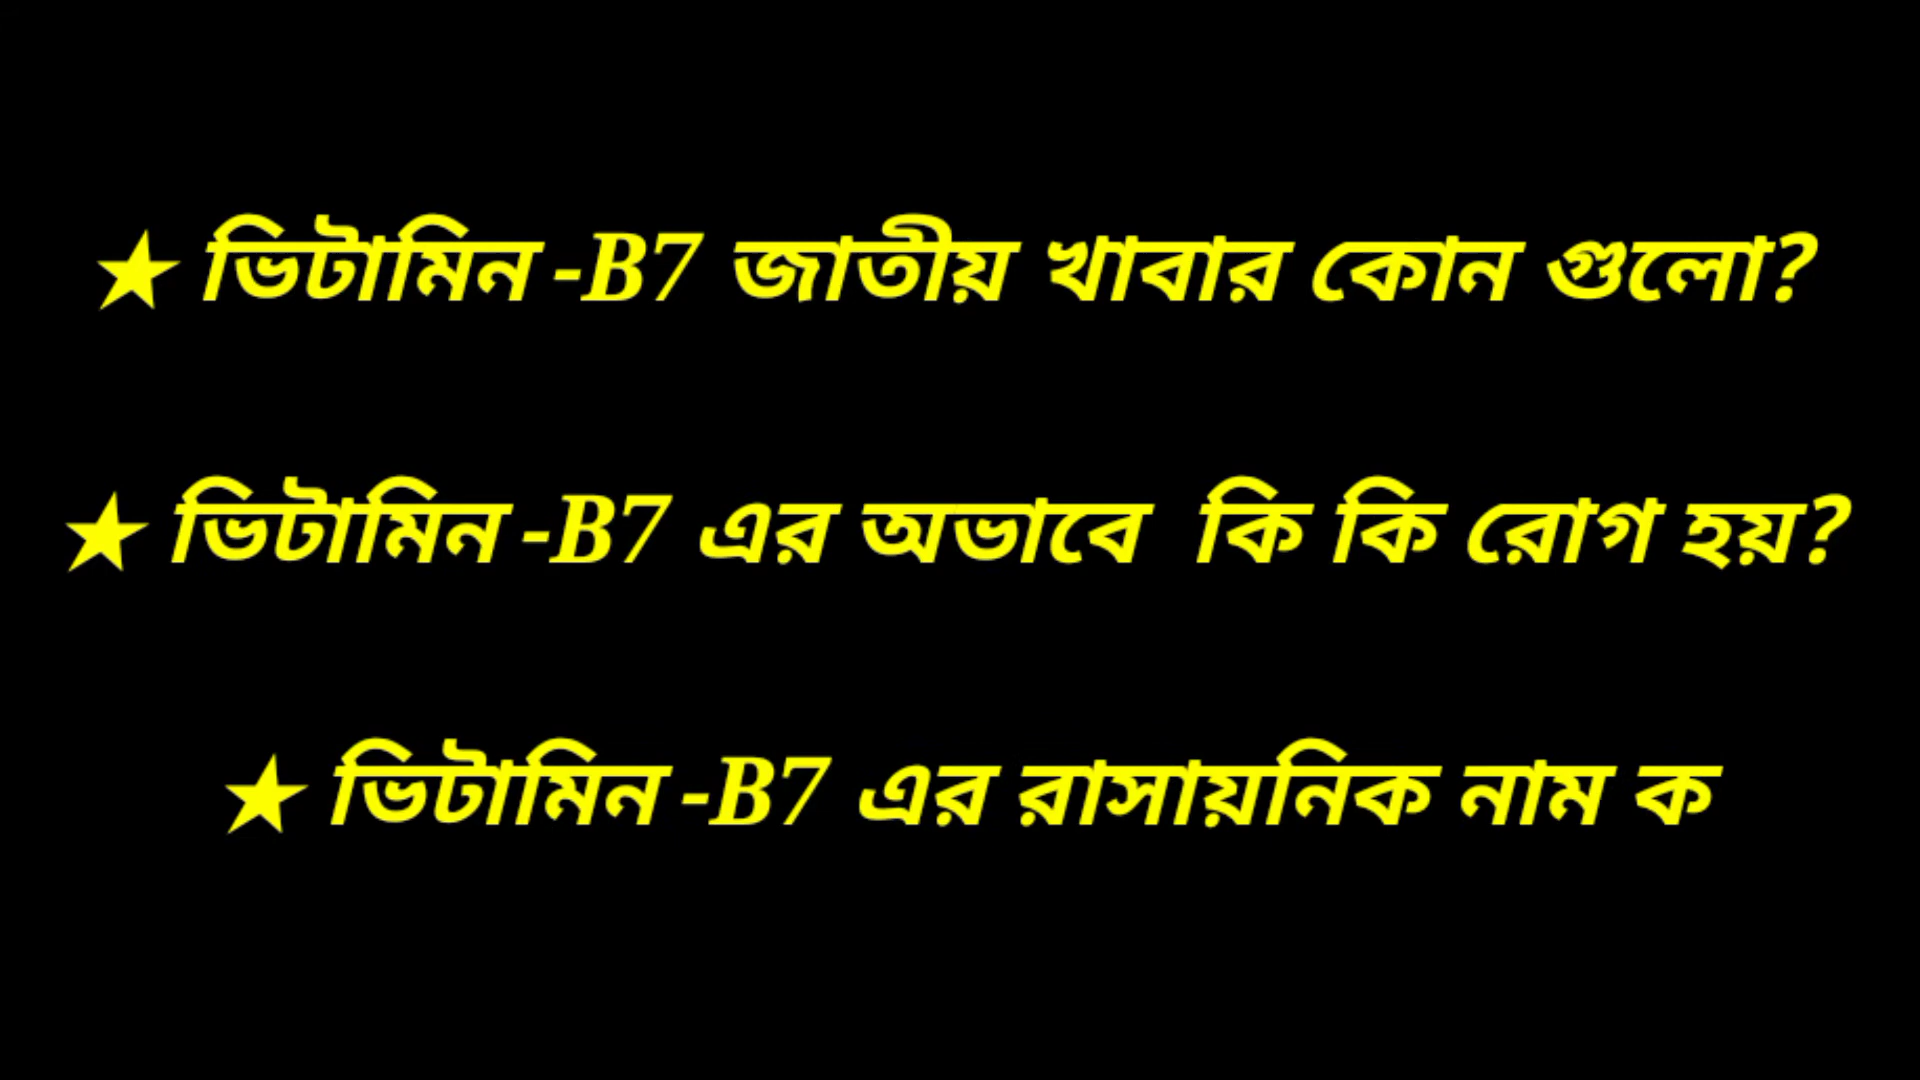 ★ ভিটামিন -B7 জাতীয় খাবার কোন গুলো?
★ ভিটামিন -B7 এর অভাবে কি কি রোগ হয়?
★ ভিটামিন -B7 এর রাসায়নিক নাম ক